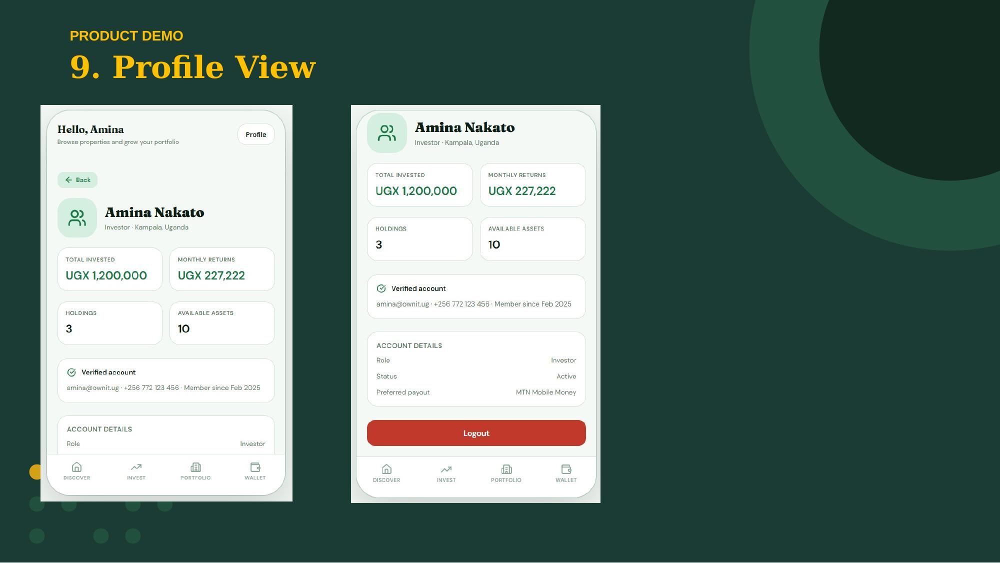 PRODUCT DEMO
9. Profile View
Hello, Amina
Browse properties and grow your portfolio
Profile
Back
Amina Nakato
Investor · Kampala, Uganda
TOTAL INVESTED
UGX 1,200,000
MONTHLY RETURNS
UGX 227,222
HOLDINGS
3
AVAILABLE ASSETS
10
Verified account
amina@ownit.ug · +256 772 123 456 · Member since Feb 2025
ACCOUNT DETAILS
Role Investor
DISCOVER INVEST PORTFOLIO WALLET
Amina Nakato
Investor · Kampala, Uganda
TOTAL INVESTED
UGX 1,200,000
MONTHLY RETURNS
UGX 227,222
HOLDINGS
3
AVAILABLE ASSETS
10
Verified account
amina@ownit.ug · +256 772 123 456 · Member since Feb 2025
ACCOUNT DETAILS
Role Investor
Status Active
Preferred payout MTN Mobile Money
Logout
DISCOVER INVEST PORTFOLIO WALLET